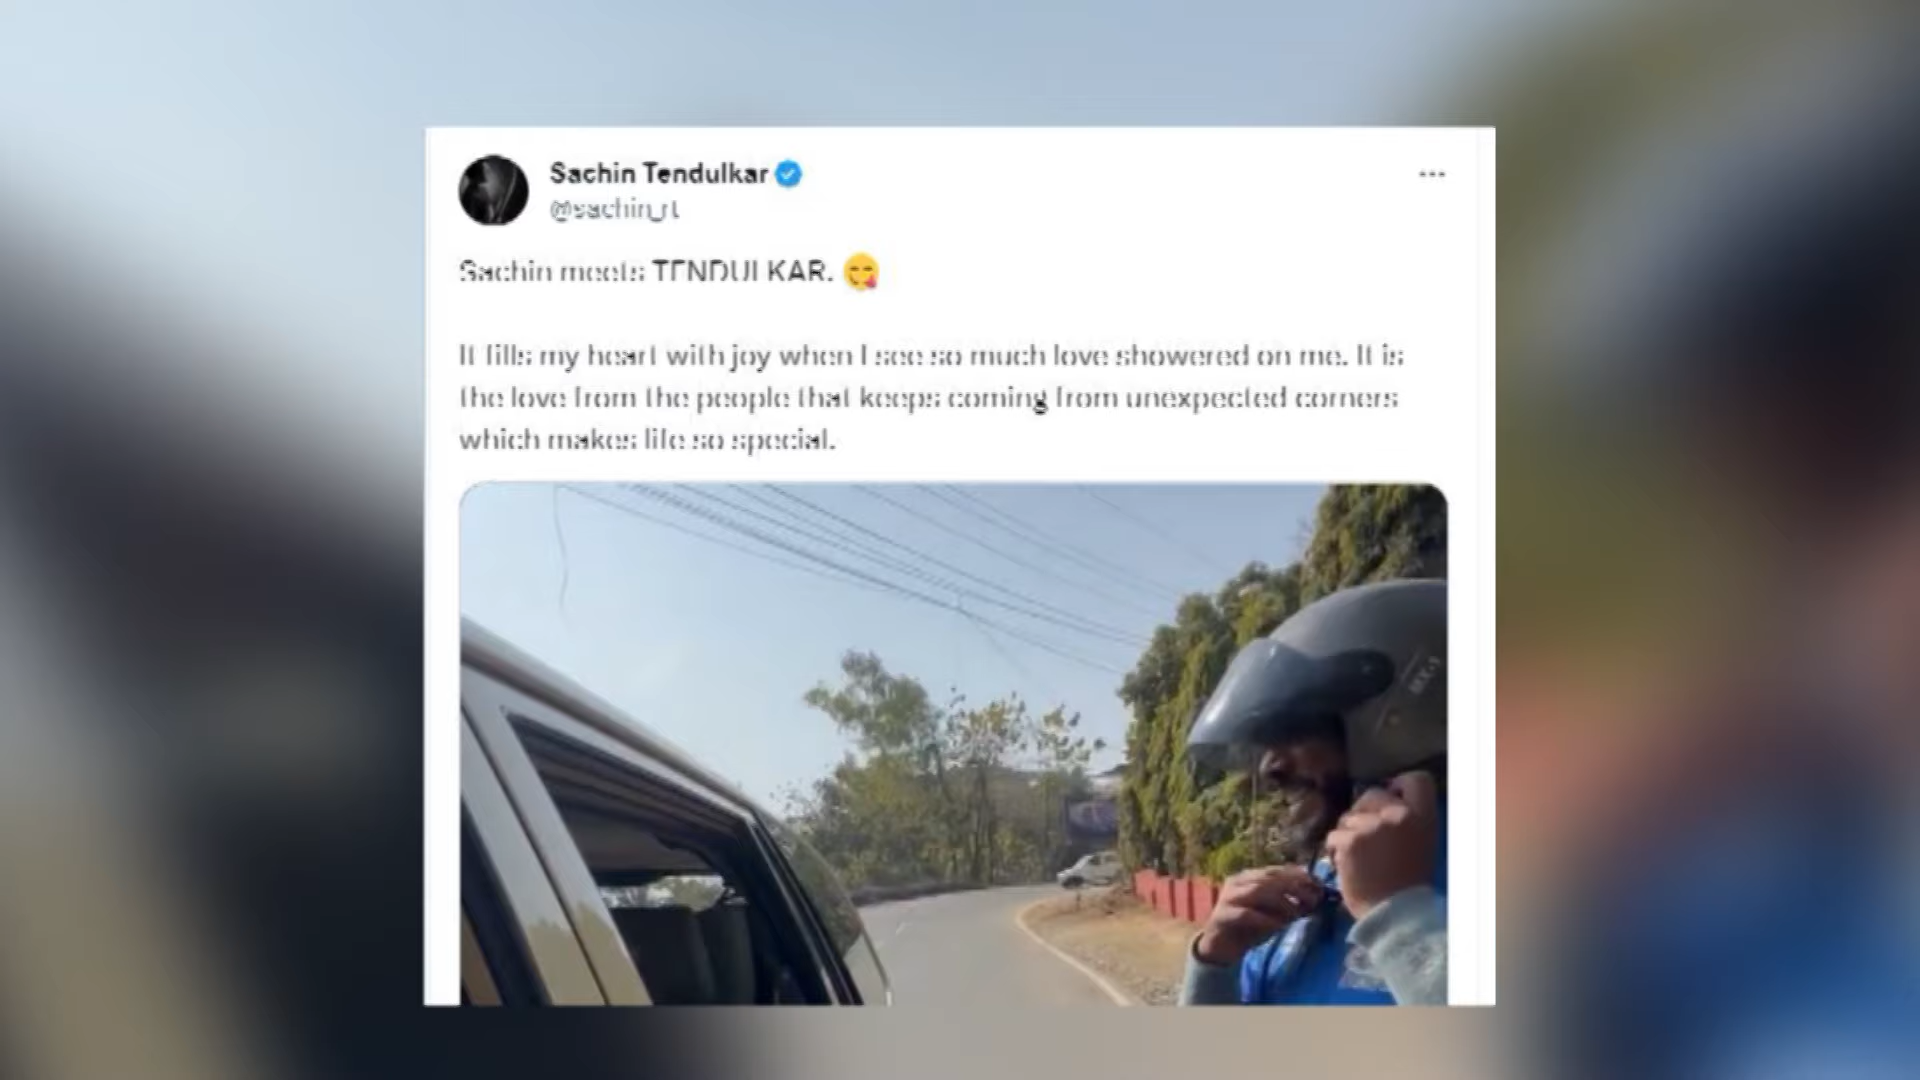 Sachin Tendulkar
@sachin_rt
Sachin meets TENDULKAR. 😋
It fills my heart with joy when I see so much love showered on me. It is
the love from the people that keeps coming from unexpected corners
which makes life so special.